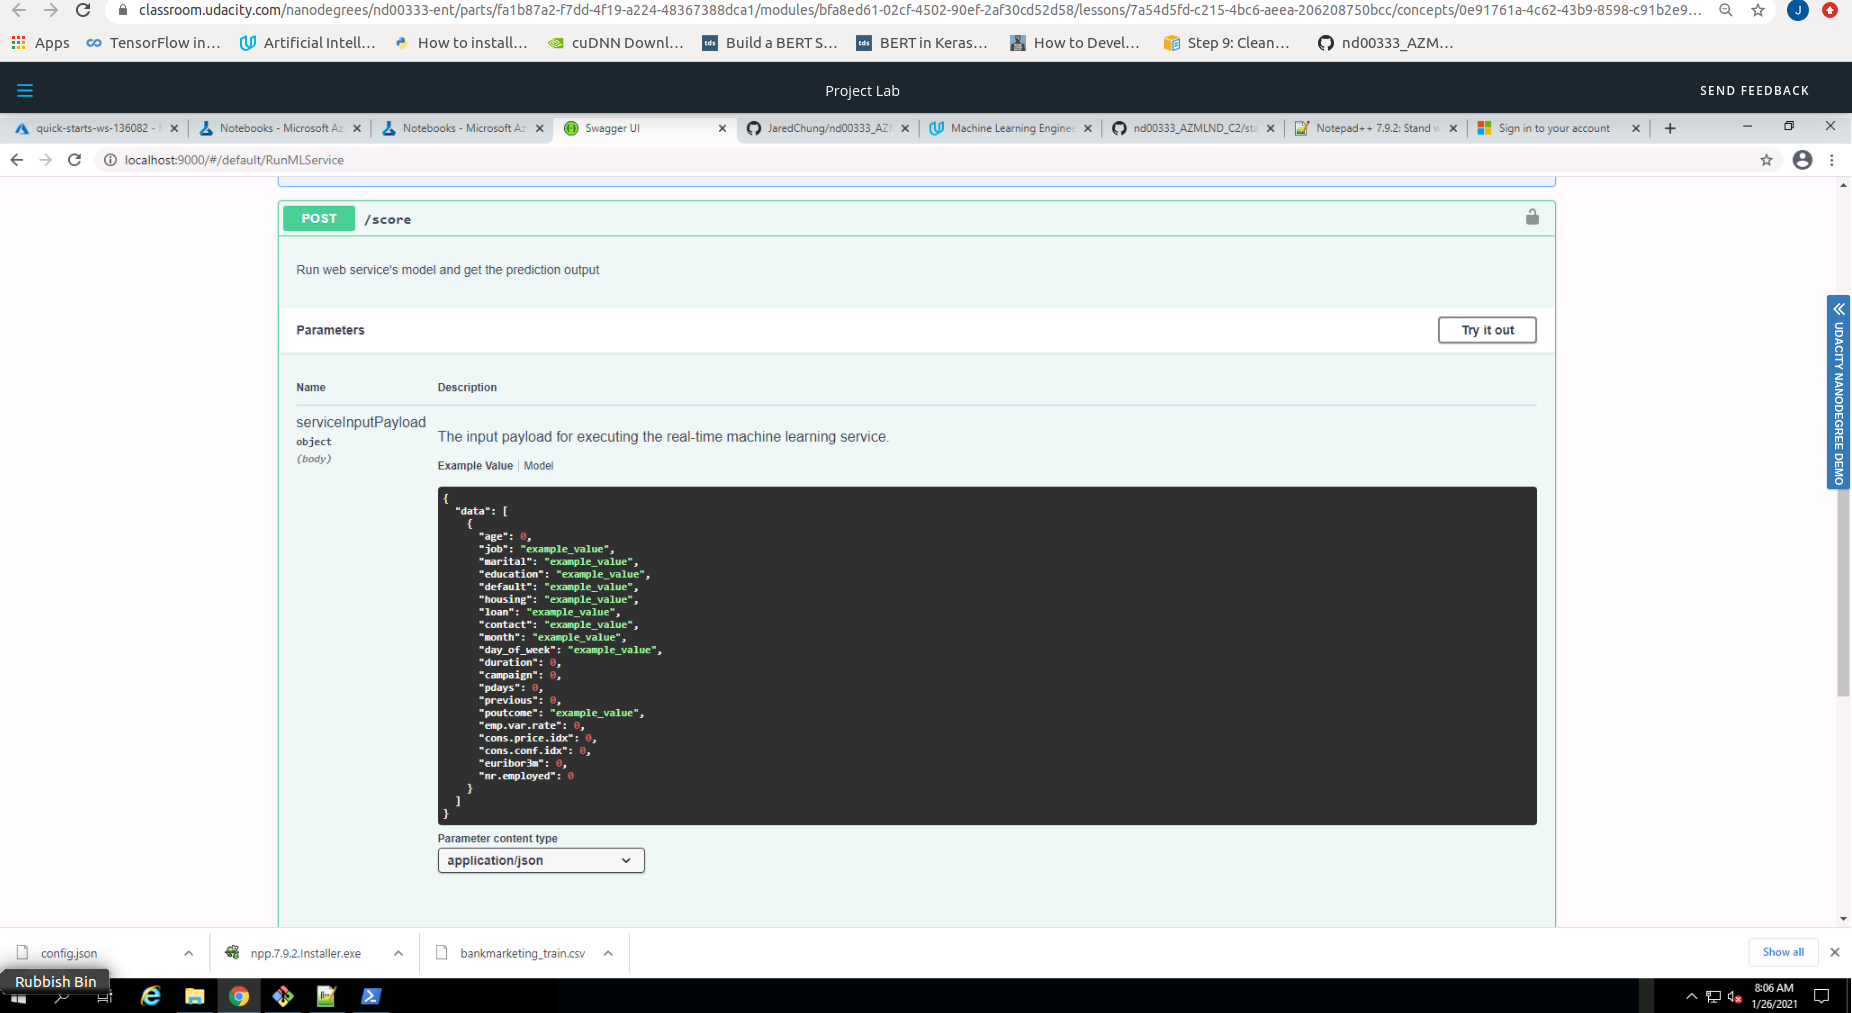 classroom.udacity.com/nanodegrees/nd00333-ent/parts/fa1b87a2-f7dd-4f19-a224-48367388dca1/modules/bfa8ed61-02cf-4502-90ef-2af30cd52d58/lessons/7a54d5fd-c215-4bc6-aeea-206208750bcc/concepts/0e91761a-4c62-43b9-8598-c91b2e9...
J
Apps
TensorFlow in...
Artificial Intell...
How to install...
cuDNN Downl...
Build a BERT S...
BERT in Keras...
How to Devel...
Step 9: Clean...
nd00333_AZM...
Project Lab
SEND FEEDBACK
quick-starts-ws-136082 -
Notebooks - Microsoft Az
Notebooks - Microsoft Az
Swagger UI
JaredChung/nd00333_AZ
Machine Learning Engine
nd00333_AZMLND_C2/sta
Notepad++ 7.9.2: Stand w
Sign in to your account
localhost:9000/#/default/RunMLService
POST /score
Run web service's model and get the prediction output
Parameters
Try it out
Name Description
serviceInputPayload
object
(body)
The input payload for executing the real-time machine learning service.
Example Value | Model
{
"data": [
{
"age": 0,
"job": "example_value",
"marital": "example_value",
"education": "example_value",
"default": "example_value",
"housing": "example_value",
"loan": "example_value",
"contact": "example_value",
"month": "example_value",
"day_of_week": "example_value",
"duration": 0,
"campaign": 0,
"pdays": 0,
"previous": 0,
"poutcome": "example_value",
"emp.var.rate": 0,
"cons.price.idx": 0,
"cons.conf.idx": 0,
"euribor3m": 0,
"nr.employed": 0
}
]
}
Parameter content type
application/json
UDACITY NANODEGREE DEMO
config.json
npp.7.9.2.Installer.exe
bankmarketing_train.csv
Show all
Rubbish Bin
8:06 AM
1/26/2021